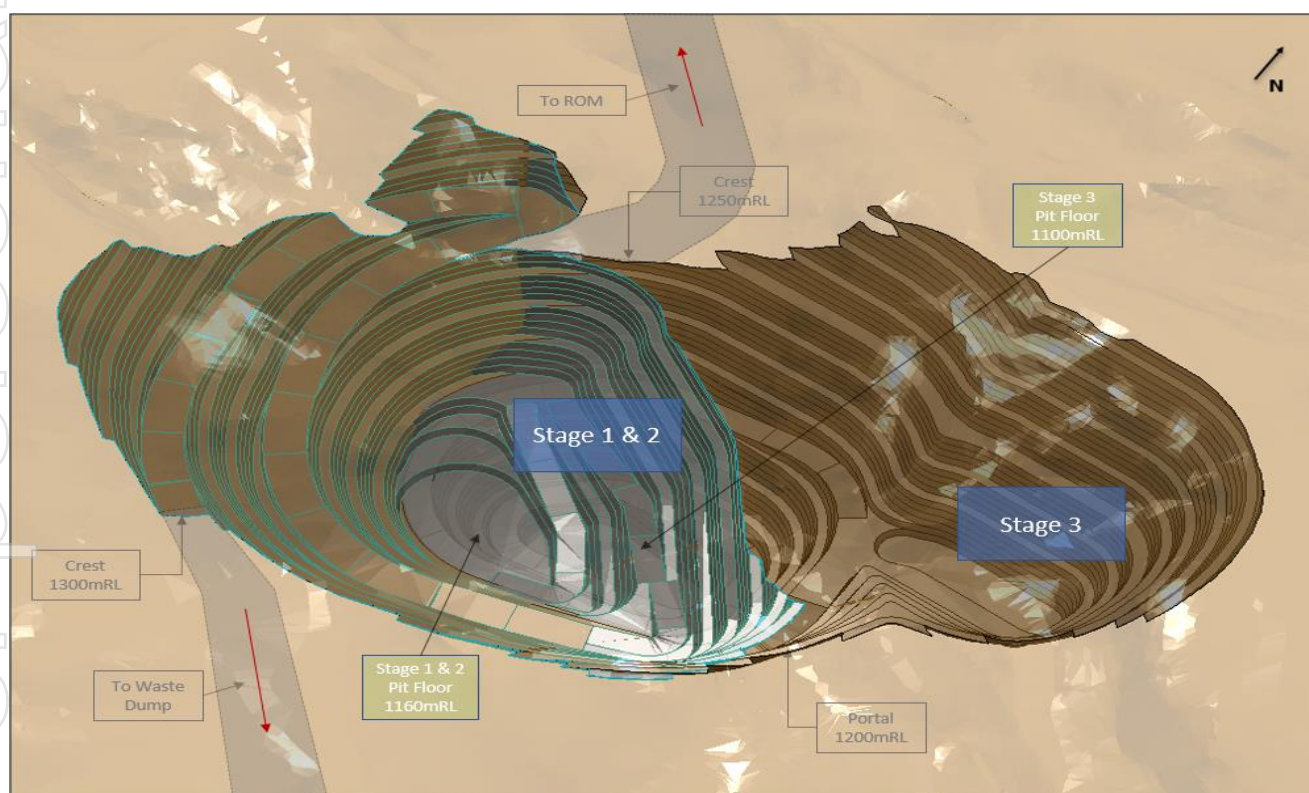 N
To ROM
Crest
1250mRL
Stage 3
Pit Floor
1100mRL
Stage 1 & 2
Stage 3
Crest
1300mRL
To Waste
Dump
Stage 1 & 2
Pit Floor
1160mRL
Portal
1200mRL